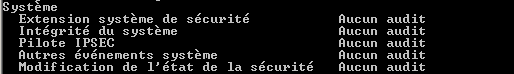 Système
Extension système de sécurité Aucun audit
Intégrité du système Aucun audit
Pilote IPSEC Aucun audit
Autres événements système Aucun audit
Modification de l'état de la sécurité Aucun audit